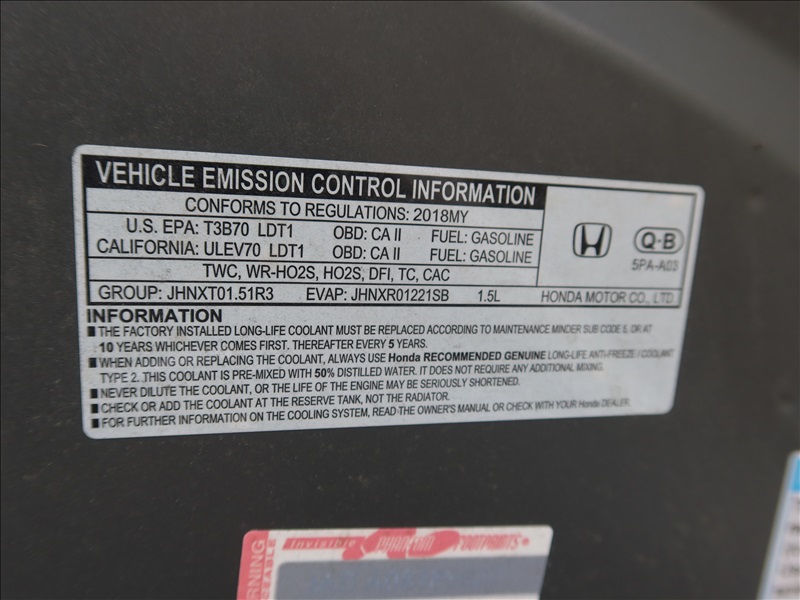 VEHICLE EMISSION CONTROL INFORMATION
CONFORMS TO REGULATIONS: 2018MY
U.S. EPA: T3B70 LDT1 OBD: CA II FUEL: GASOLINE
CALIFORNIA: ULEV70 LDT1 OBD: CA II FUEL: GASOLINE
TWC, WR-HO2S, HO2S, DFI, TC, CAC
GROUP: JHNXT01.51R3 EVAP: JHNXR01221SB 1.5L
Q-B
5PA-A03
HONDA MOTOR CO., LTD.
INFORMATION
THE FACTORY INSTALLED LONG-LIFE COOLANT MUST BE REPLACED ACCORDING TO MAINTENANCE MINDER SUB CODE 5, OR AT
10 YEARS WHICHEVER COMES FIRST. THEREAFTER EVERY 5 YEARS.
WHEN ADDING OR REPLACING THE COOLANT, ALWAYS USE Honda RECOMMENDED GENUINE LONG-LIFE ANTI-FREEZE / COOLANT
TYPE 2. THIS COOLANT IS PRE-MIXED WITH 50% DISTILLED WATER. IT DOES NOT REQUIRE ANY ADDITIONAL MIXING.
NEVER DILUTE THE COOLANT, OR THE LIFE OF THE ENGINE MAY BE SERIOUSLY SHORTENED.
CHECK OR ADD THE COOLANT AT THE RESERVE TANK, NOT THE RADIATOR.
FOR FURTHER INFORMATION ON THE COOLING SYSTEM, READ THE OWNER'S MANUAL OR CHECK WITH YOUR Honda DEALER.
Invisible PHANTOM FOOTPRINTS